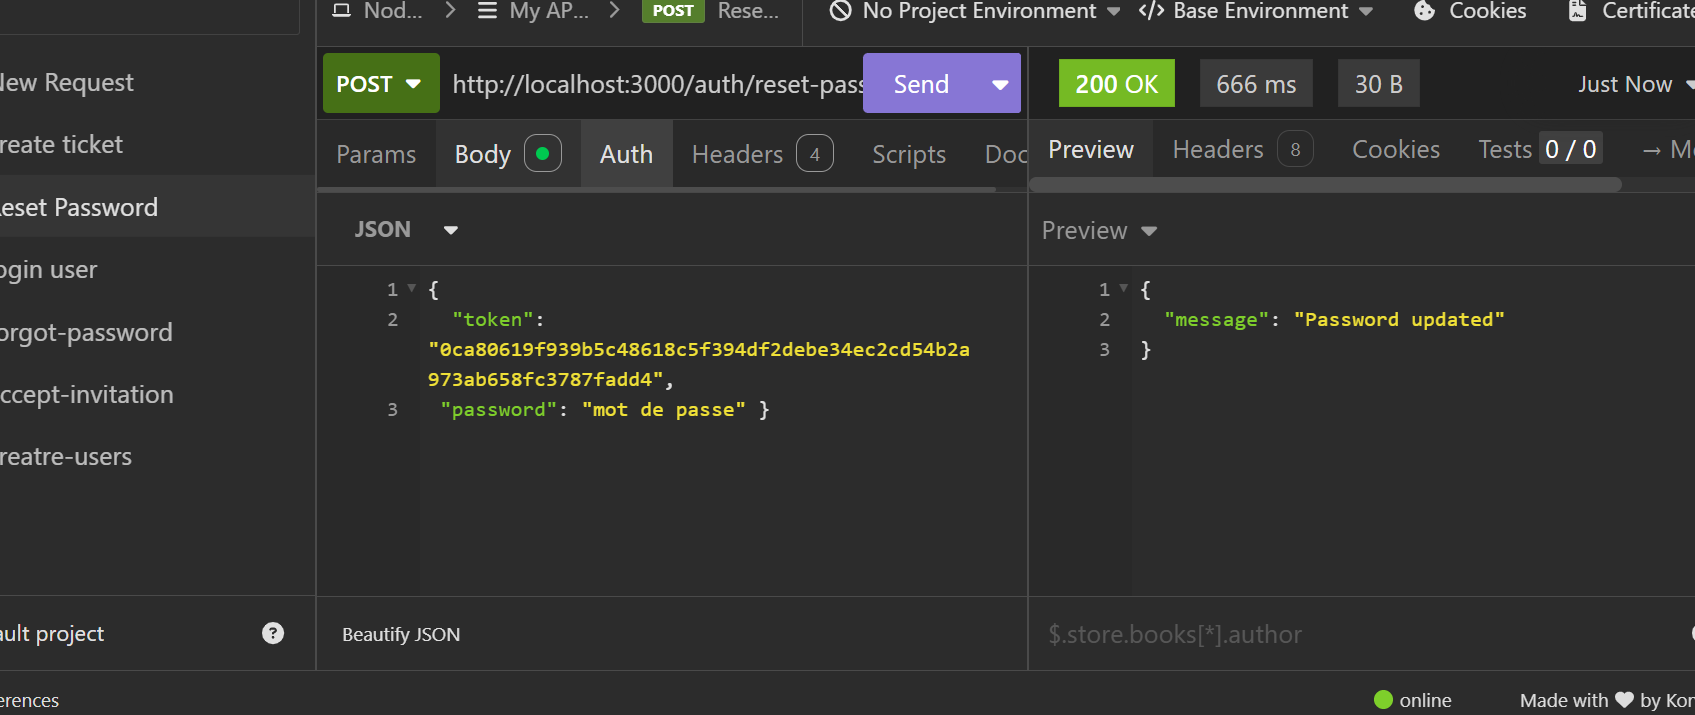 Nod... > My AP... > POST Rese...
No Project Environment
Base Environment
Cookies
POST
http://localhost:3000/auth/reset-pass
Send
200 OK
666 ms
30 B
Just Now
Params
Body
Auth
Headers 4
Scripts
Preview
Headers 8
Cookies
Tests 0 / 0
→
JSON
Preview
1 {
2 "token":
"0ca80619f939b5c48618c5f394df2debe34ec2cd54b2a
973ab658fc3787fadd4",
3 "password": "mot de passe" }
1 {
2 "message": "Password updated"
3 }
ew Request
reate ticket
eset Password
ogin user
orgot-password
ccept-invitation
reatre-users
ault project
?
Beautify JSON
$.store.books[*].author
erences
online
Made with ♥ by Kon